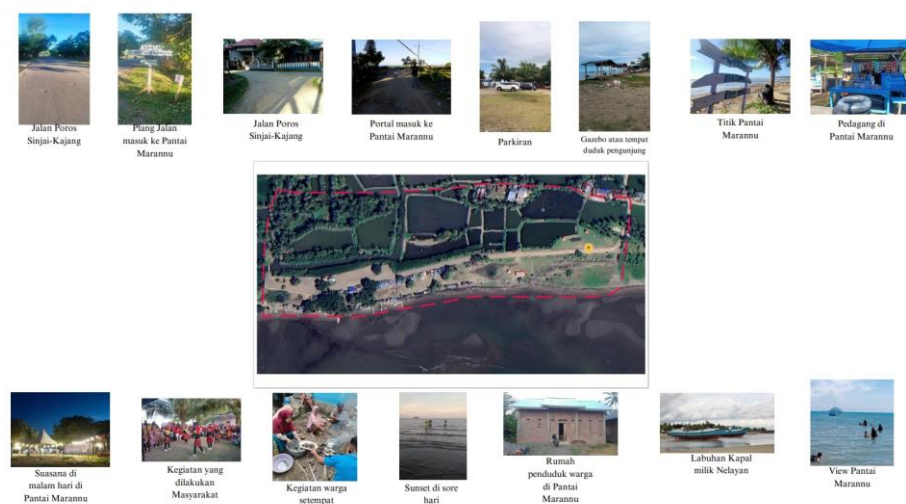 Jalan Poros
Sinjai-Kajang
Plang Jalan
masuk ke Pantai
Marannu
Jalan Poros
Sinjai-Kajang
Portal masuk ke
Pantai Marannu
Parkiran
Gazebo atau tempat
duduk pengunjung
Titik Pantai
Marannu
Pedagang di
Pantai Marannu
Suasana di
malam hari di
Pantai Marannu
Kegiatan yang
dilakukan
Masyarakat
Kegiatan warga
setempat
Sunset di sore
hari
Rumah
penduduk warga
di Pantai
Marannu
Labuhan Kapal
milik Nelayan
View Pantai
Marannu